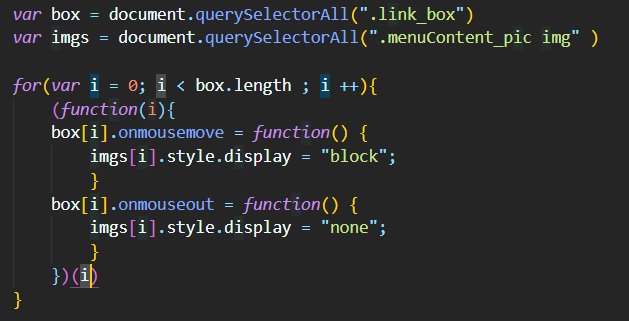 var box = document.querySelectorAll(".link_box")
var imgs = document.querySelectorAll(".menuContent_pic img" )
for(var i = 0; i < box.length ; i ++){
(function(i){
box[i].onmousemove = function() {
imgs[i].style.display = "block";
}
box[i].onmouseout = function() {
imgs[i].style.display = "none";
}
})(i)
}